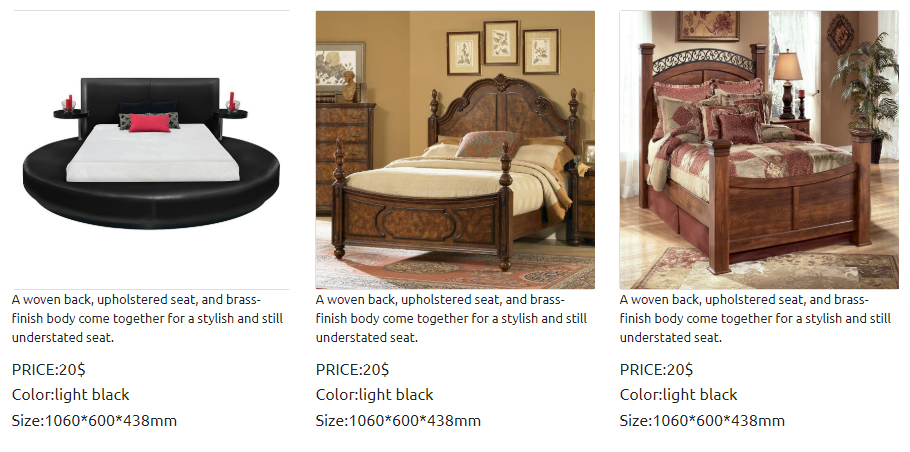 A woven back, upholstered seat, and brass-
finish body come together for a stylish and still
understated seat.
PRICE:20$
Color:light black
Size:1060*600*438mm
A woven back, upholstered seat, and brass-
finish body come together for a stylish and still
understated seat.
PRICE:20$
Color:light black
Size:1060*600*438mm
A woven back, upholstered seat, and brass-
finish body come together for a stylish and still
understated seat.
PRICE:20$
Color:light black
Size:1060*600*438mm